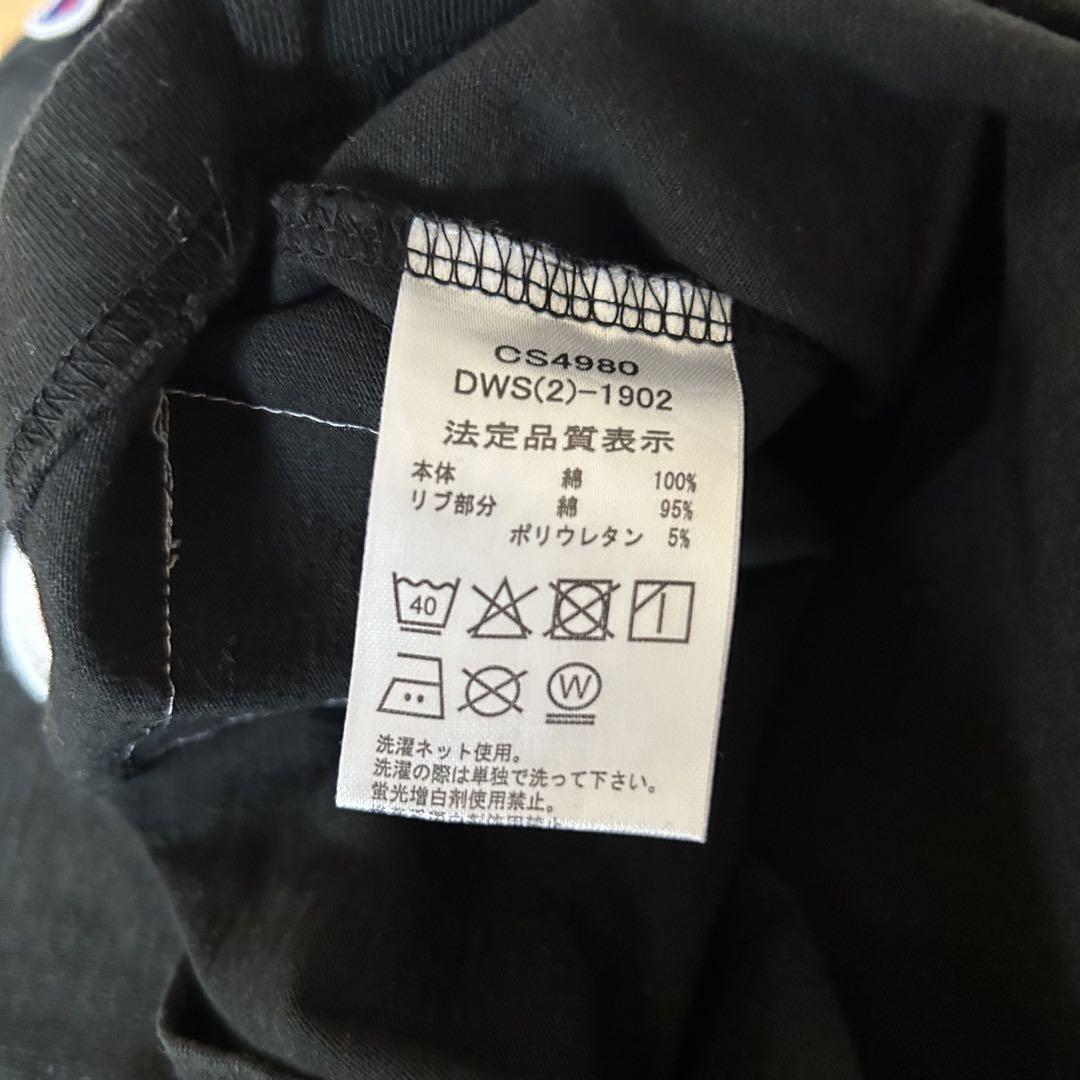 CS4980
DWS(2)-1902
法定品質表示
本体 綿 100%
リブ部分 綿 95%
ポリウレタン 5%
40
W
洗濯ネット使用。
洗濯の際は単独で洗って下さい。
蛍光増白剤使用禁止。